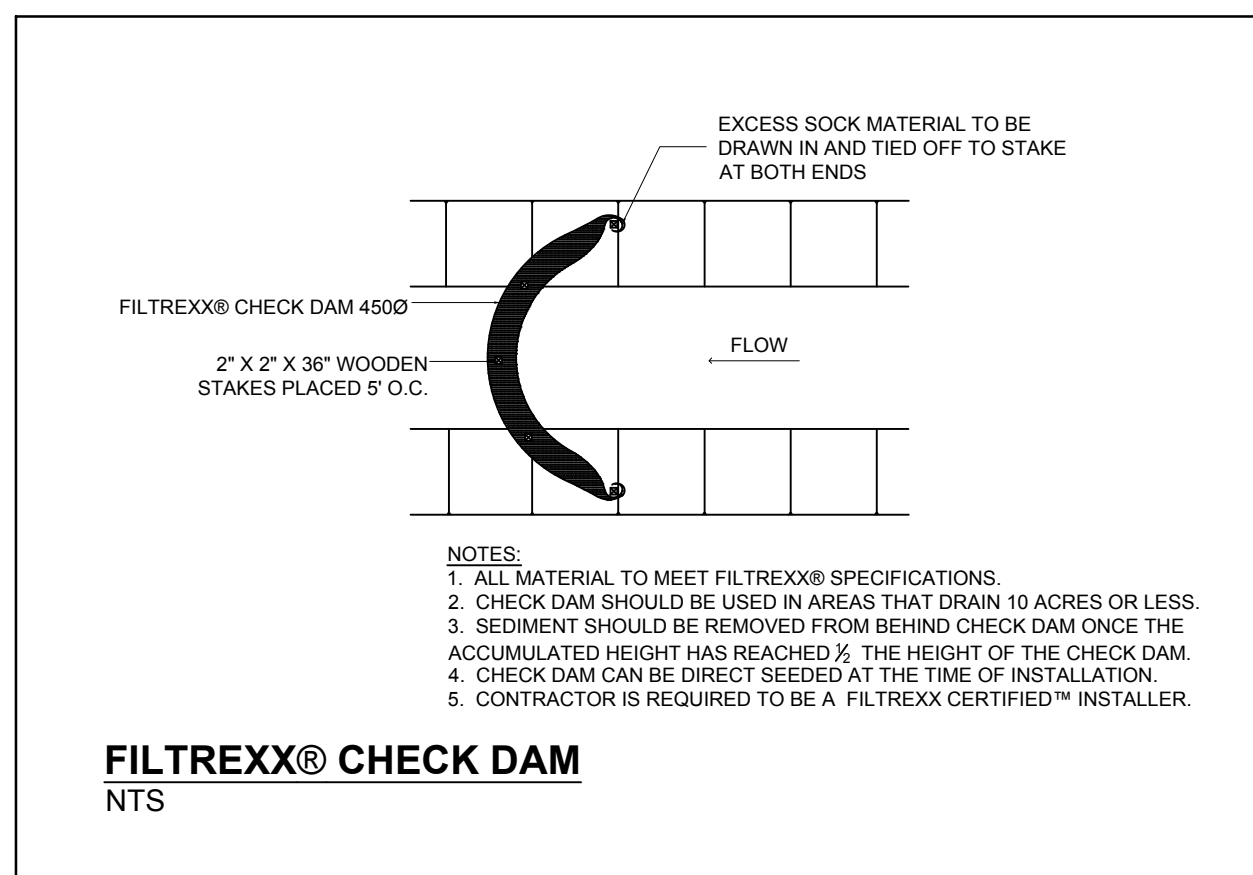 EXCESS SOCK MATERIAL TO BE
DRAWN IN AND TIED OFF TO STAKE
AT BOTH ENDS
FILTREXX® CHECK DAM 450Ø
FLOW
2" X 2" X 36" WOODEN
STAKES PLACED 5' O.C.
NOTES:
1. ALL MATERIAL TO MEET FILTREXX® SPECIFICATIONS.
2. CHECK DAM SHOULD BE USED IN AREAS THAT DRAIN 10 ACRES OR LESS.
3. SEDIMENT SHOULD BE REMOVED FROM BEHIND CHECK DAM ONCE THE
ACCUMULATED HEIGHT HAS REACHED 1/2 THE HEIGHT OF THE CHECK DAM.
4. CHECK DAM CAN BE DIRECT SEEDED AT THE TIME OF INSTALLATION.
5. CONTRACTOR IS REQUIRED TO BE A FILTREXX CERTIFIED™ INSTALLER.
FILTREXX® CHECK DAM
NTS